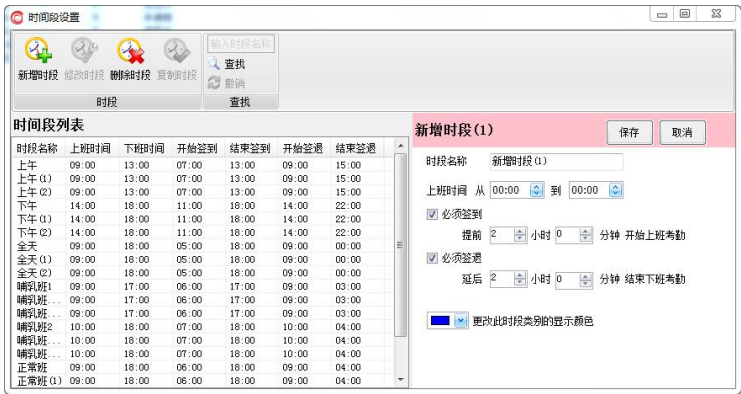 时间段设置
新增时段 修改时段 删除时段 复制时段
输入时段名称
查找
撤销
时段 查找
时间段列表
时段名称 上班时间 下班时间 开始签到 结束签到 开始签退 结束签退
上午 09:00 13:00 07:00 13:00 09:00 15:00
上午(1) 09:00 13:00 07:00 13:00 09:00 15:00
上午(2) 09:00 13:00 07:00 13:00 09:00 15:00
下午 14:00 18:00 11:00 18:00 14:00 22:00
下午(1) 14:00 18:00 11:00 18:00 14:00 22:00
下午(2) 14:00 18:00 11:00 18:00 14:00 22:00
全天 09:00 18:00 05:00 18:00 09:00 00:00
全天(1) 09:00 18:00 05:00 18:00 09:00 00:00
全天(2) 09:00 18:00 05:00 18:00 09:00 00:00
哺乳班1 09:00 17:00 06:00 17:00 09:00 03:00
哺乳班... 09:00 17:00 06:00 17:00 09:00 03:00
哺乳班... 09:00 17:00 06:00 17:00 09:00 03:00
哺乳班2 10:00 18:00 07:00 18:00 10:00 04:00
哺乳班... 10:00 18:00 07:00 18:00 10:00 04:00
哺乳班... 10:00 18:00 07:00 18:00 10:00 04:00
正常班 09:00 18:00 06:00 18:00 09:00 04:00
正常班(1) 09:00 18:00 06:00 18:00 09:00 04:00
新增时段(1) 保存 取消
时段名称 新增时段(1)
上班时间 从 00:00 到 00:00
必须签到
提前 2 小时 0 分钟 开始上班考勤
必须签退
延后 2 小时 0 分钟 结束下班考勤
更改此时段类别的显示颜色